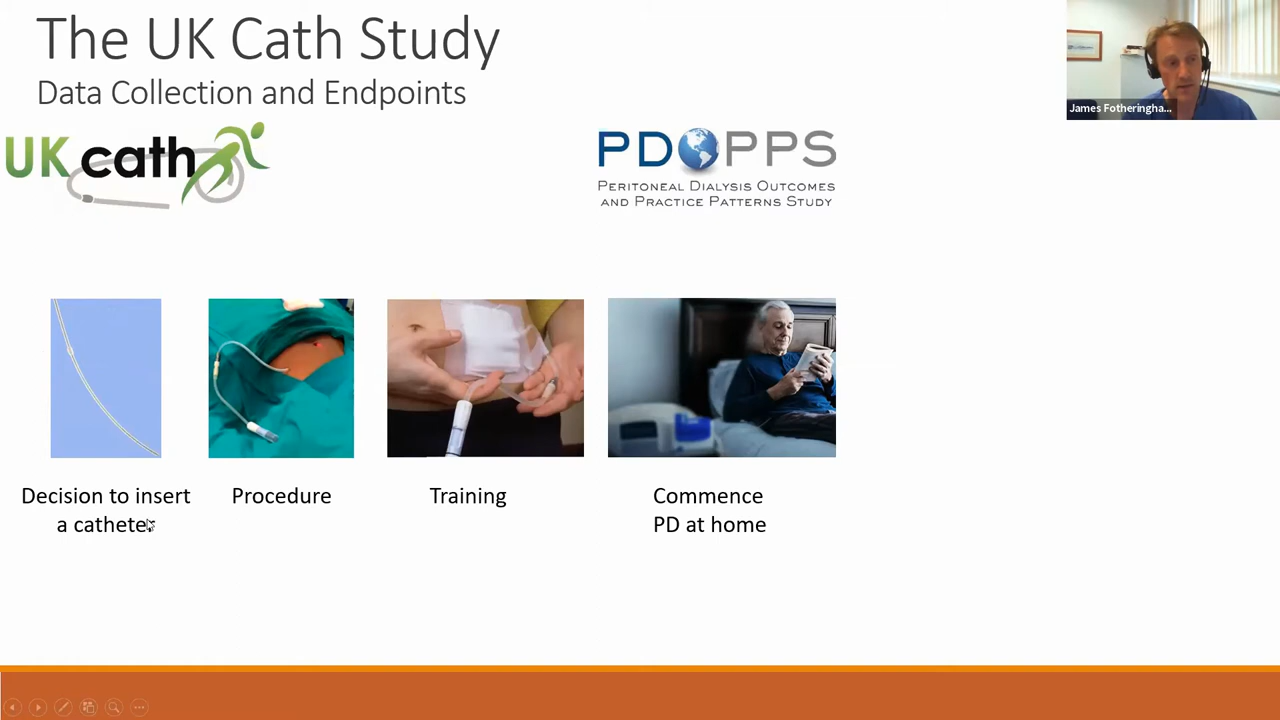 The UK Cath Study
Data Collection and Endpoints
UK cath
PDOPPS
PERITONEAL DIALYSIS OUTCOMES
AND PRACTICE PATTERNS STUDY
James Fotheringha...
Decision to insert
a catheter
Procedure
Training
Commence
PD at home